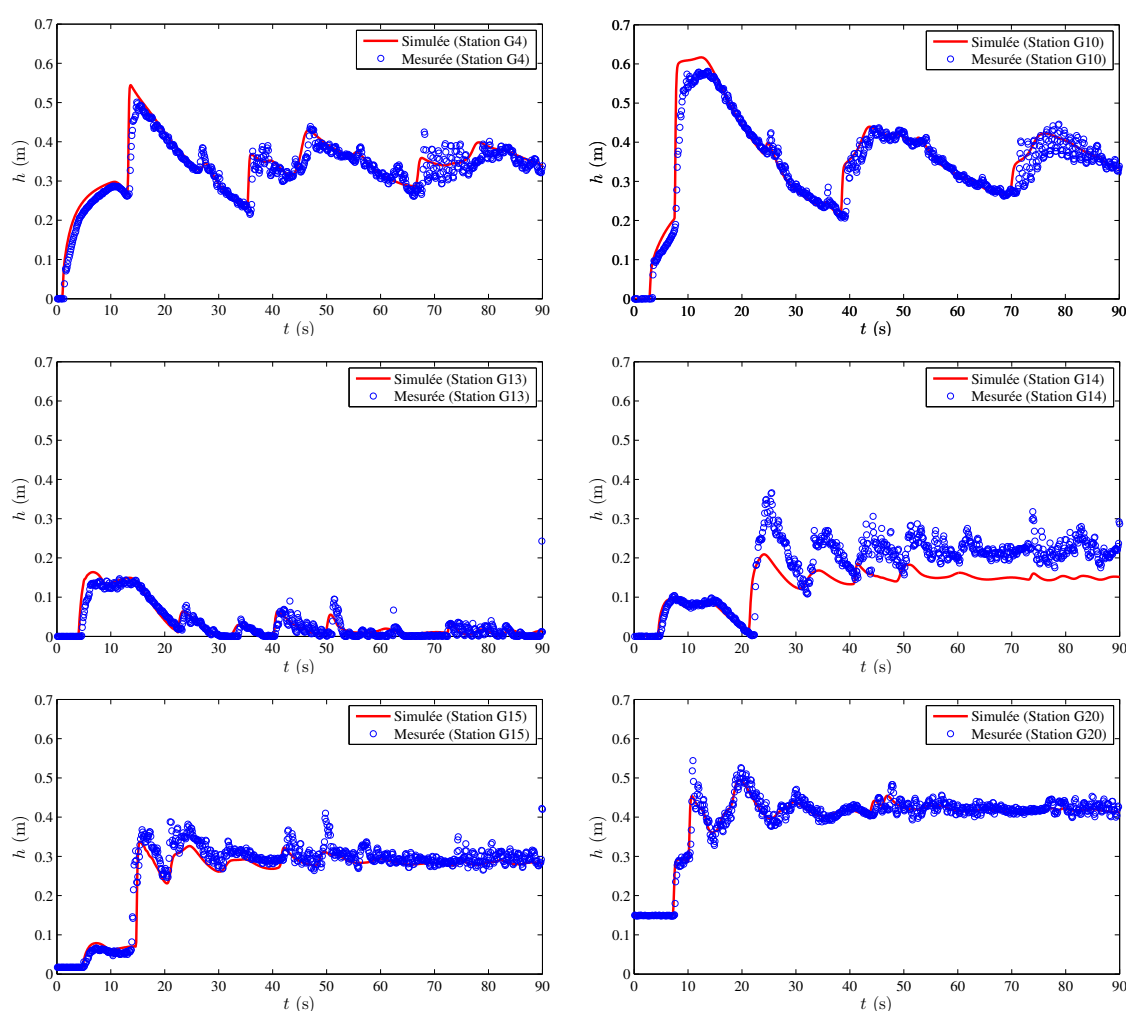 0.7
0.6
0.5
0.4
0.3
0.2
0.1
0
h (m)
Simulée (Station G4)
Mesurée (Station G4)
0 10 20 30 40 50 60 70 80 90
t (s)
0.7
0.6
0.5
0.4
0.3
0.2
0.1
0
h (m)
Simulée (Station G10)
Mesurée (Station G10)
0 10 20 30 40 50 60 70 80 90
t (s)
0.7
0.6
0.5
0.4
0.3
0.2
0.1
0
h (m)
Simulée (Station G13)
Mesurée (Station G13)
0 10 20 30 40 50 60 70 80 90
t (s)
0.7
0.6
0.5
0.4
0.3
0.2
0.1
0
h (m)
Simulée (Station G14)
Mesurée (Station G14)
0 10 20 30 40 50 60 70 80 90
t (s)
0.7
0.6
0.5
0.4
0.3
0.2
0.1
0
h (m)
Simulée (Station G15)
Mesurée (Station G15)
0 10 20 30 40 50 60 70 80 90
t (s)
0.7
0.6
0.5
0.4
0.3
0.2
0.1
0
h (m)
Simulée (Station G20)
Mesurée (Station G20)
0 10 20 30 40 50 60 70 80 90
t (s)